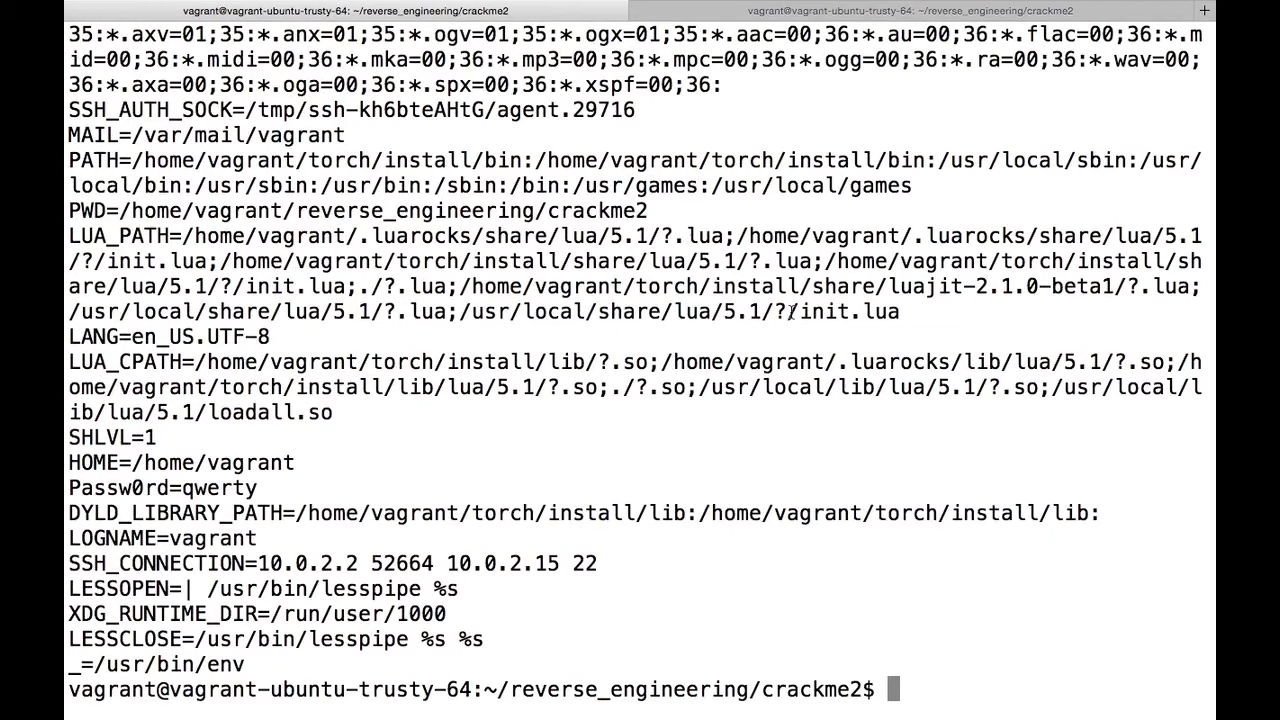 vagrant@vagrant-ubuntu-trusty-64: ~/reverse_engineering/crackme2
vagrant@vagrant-ubuntu-trusty-64: ~/reverse_engineering/crackme2
+
35:*.axv=01;35:*.anx=01;35:*.ogv=01;35:*.ogx=01;35:*.aac=00;36:*.au=00;36:*.flac=00;36:*.m
id=00;36:*.midi=00;36:*.mka=00;36:*.mp3=00;36:*.mpc=00;36:*.ogg=00;36:*.ra=00;36:*.wav=00;
36:*.axa=00;36:*.oga=00;36:*.spx=00;36:*.xspf=00;36:
SSH_AUTH_SOCK=/tmp/ssh-kh6bteAHtG/agent.29716
MAIL=/var/mail/vagrant
PATH=/home/vagrant/torch/install/bin:/home/vagrant/torch/install/bin:/usr/local/sbin:/usr/
local/bin:/usr/sbin:/usr/bin:/sbin:/bin:/usr/games:/usr/local/games
PWD=/home/vagrant/reverse_engineering/crackme2
LUA_PATH=/home/vagrant/.luarocks/share/lua/5.1/?.lua;/home/vagrant/.luarocks/share/lua/5.1
/?/init.lua;/home/vagrant/torch/install/share/lua/5.1/?.lua;/home/vagrant/torch/install/sh
are/lua/5.1/?/init.lua;./?.lua;/home/vagrant/torch/install/share/luajit-2.1.0-beta1/?.lua;
/usr/local/share/lua/5.1/?.lua;/usr/local/share/lua/5.1/?/init.lua
LANG=en_US.UTF-8
LUA_CPATH=/home/vagrant/torch/install/lib/?.so;/home/vagrant/.luarocks/lib/lua/5.1/?.so;/h
ome/vagrant/torch/install/lib/lua/5.1/?.so;./?.so;/usr/local/lib/lua/5.1/?.so;/usr/local/l
ib/lua/5.1/loadall.so
SHLVL=1
HOME=/home/vagrant
Passw0rd=qwerty
DYLD_LIBRARY_PATH=/home/vagrant/torch/install/lib:/home/vagrant/torch/install/lib:
LOGNAME=vagrant
SSH_CONNECTION=10.0.2.2 52664 10.0.2.15 22
LESSOPEN=| /usr/bin/lesspipe %s
XDG_RUNTIME_DIR=/run/user/1000
LESSCLOSE=/usr/bin/lesspipe %s %s
_=/usr/bin/env
vagrant@vagrant-ubuntu-trusty-64:~/reverse_engineering/crackme2$